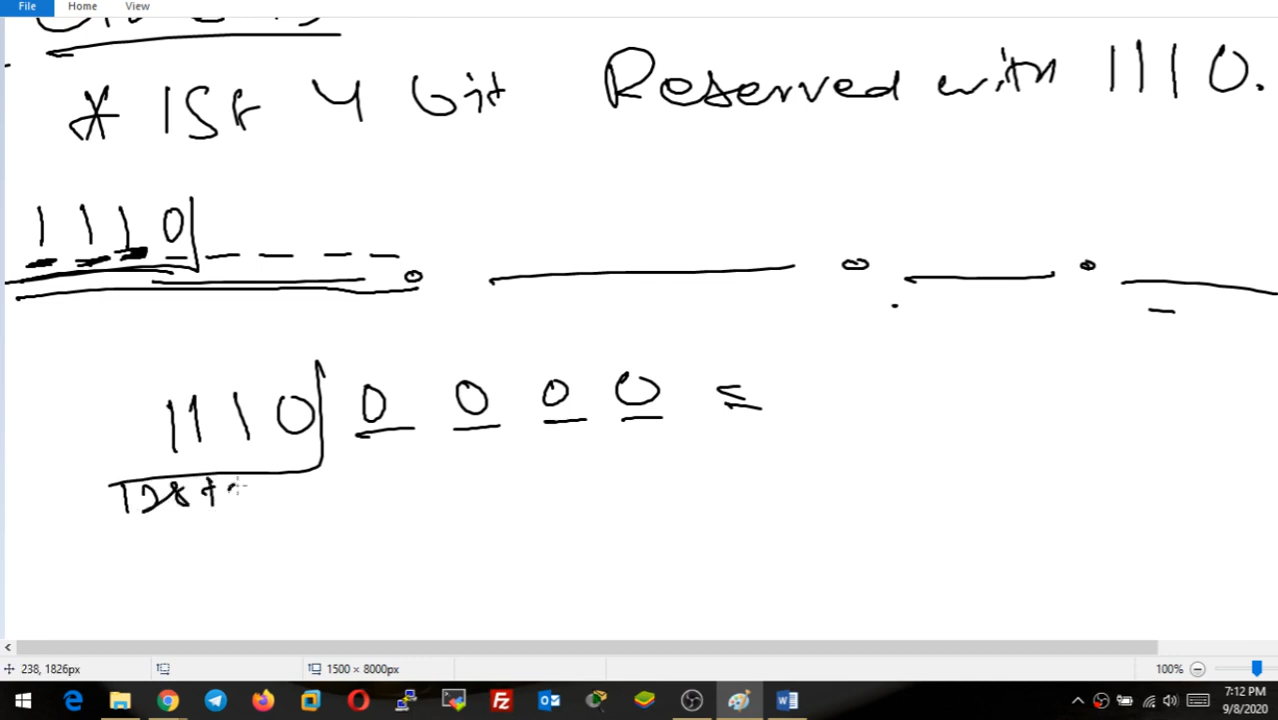 File Home View
* 1st 4 bit Reserved with 1110.
1110
1110 0 0 0 0 =
128+
238, 1826px 1500 × 8000px 100%
7:12 PM
9/8/2020